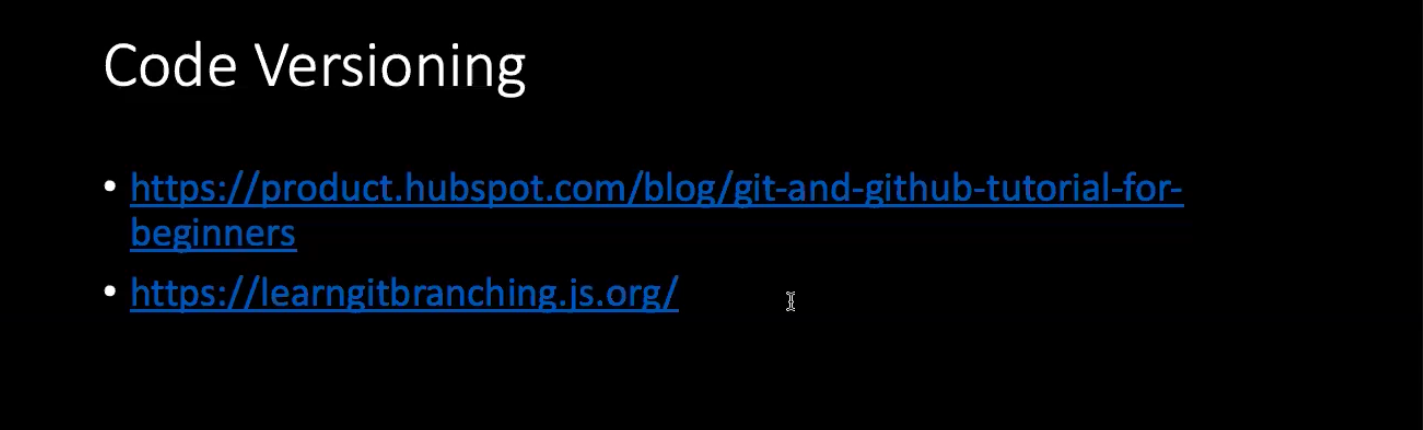 Code Versioning
• https://product.hubspot.com/blog/git-and-github-tutorial-for-
beginners
• https://learngitbranching.js.org/